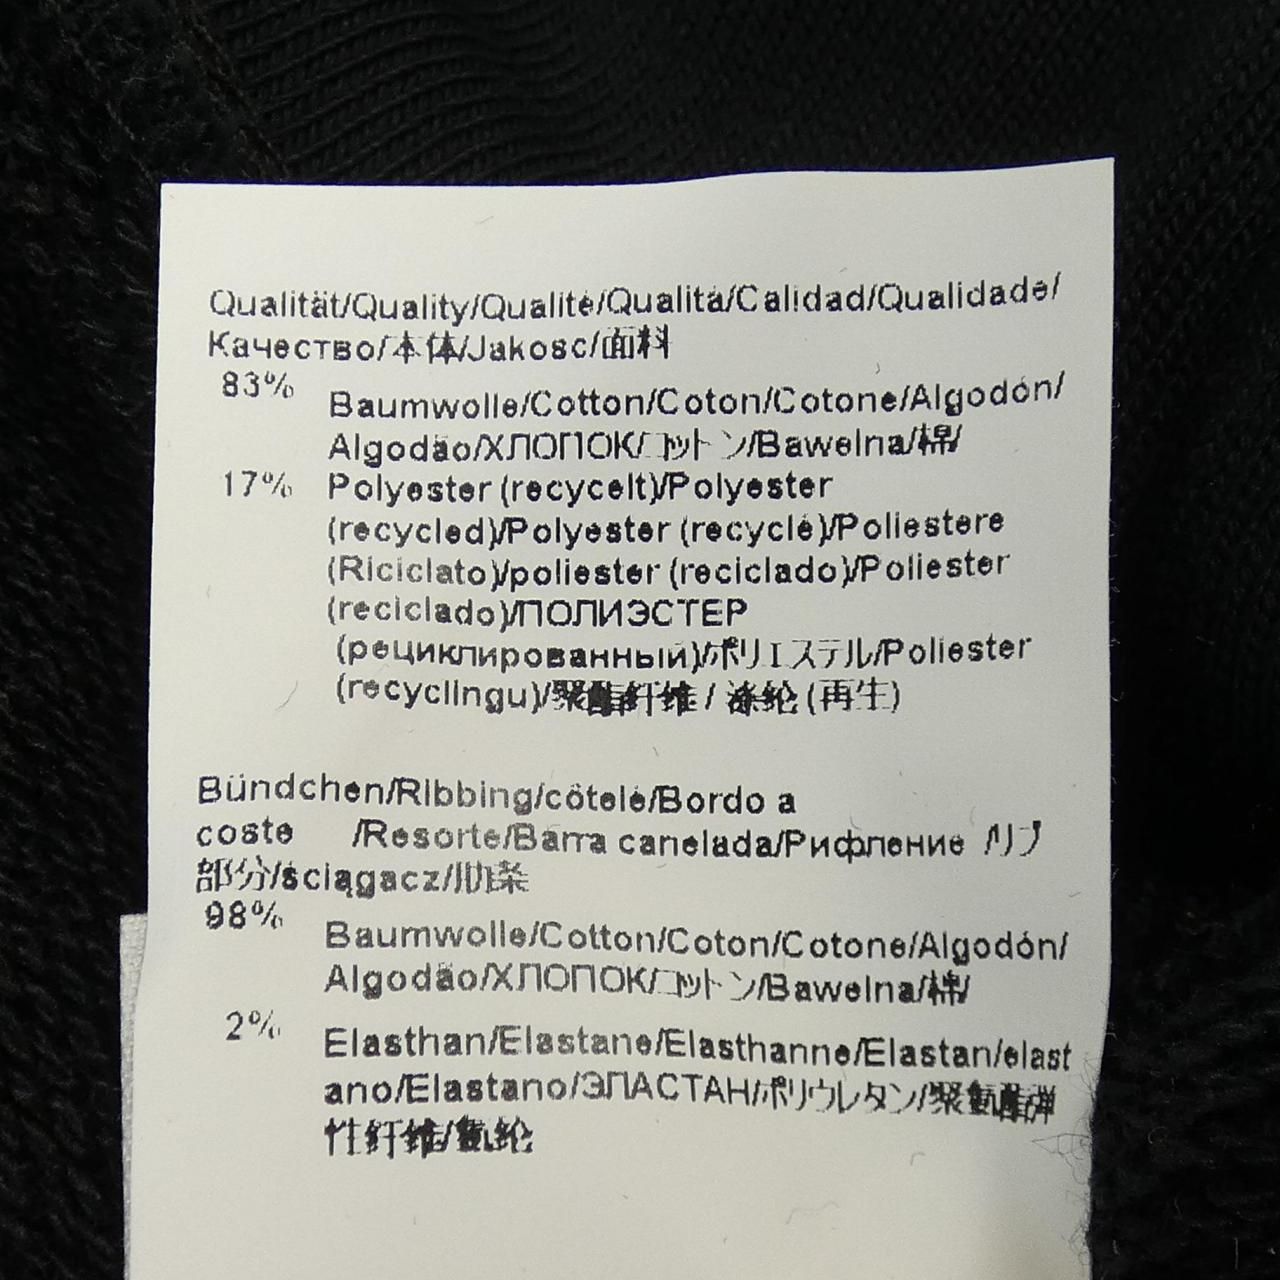 Qualität/Quality/Qualité/Qualità/Calidad/Qualidade/
Качество/本体/Jakosc/面料
83%
Baumwolle/Cotton/Coton/Cotone/Algodón/
Algodão/ХЛОПОК/コットン/Bawelna/棉/
17% Polyester (recycelt)/Polyester
(recycled)/Polyester (recyclé)/Poliestere
(Riciclato)/poliester (reciclado)/Poliester
(reciclado)/ПОЛИЭСТЕР
(рециклированный)/ポリエステル/Poliester
(recyclingu)/聚酯纤维 / 涤纶 (再生)
Bündchen/Ribbing/côtelé/Bordo a
coste /Resorte/Barra canelada/Рифление /リブ
部分/ściągacz/肋条
98%
Baumwolle/Cotton/Coton/Cotone/Algodón/
Algodão/ХЛОПОК/コットン/Bawelna/棉/
2%
Elasthan/Elastane/Elasthanne/Elastan/elast
ano/Elastano/ЭЛАСТАН/ポリウレタン/聚氨酯弹
性纤维/氨纶